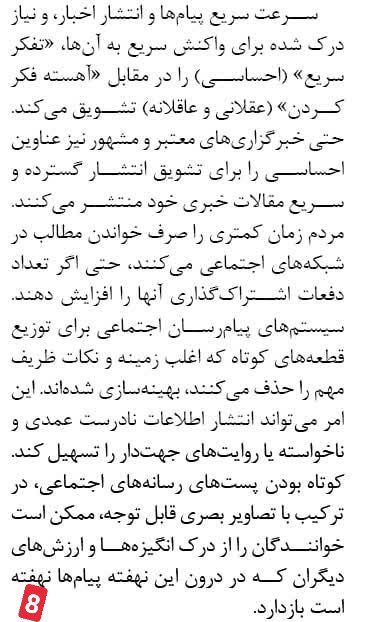 سرعت سریع پیام‌ها و انتشار اخبار، و نیاز
درک شده برای واکنش سریع به آن‌ها، «تفکر
سریع» (احساسی) را در مقابل «آهسته فکر
کردن» (عقلانی و عاقلانه) تشویق می‌کند.
حتی خبرگزاری‌های معتبر و مشهور نیز عناوین
احساسی را برای تشویق انتشار گسترده و
سریع مقالات خبری خود منتشر می‌کنند.
مردم زمان کمتری را صرف خواندن مطالب در
شبکه‌های اجتماعی می‌کنند، حتی اگر تعداد
دفعات اشتراک‌گذاری آنها را افزایش دهند.
سیستم‌های پیام‌رسان اجتماعی برای توزیع
قطعه‌های کوتاه که اغلب زمینه و نکات ظریف
مهم را حذف می‌کنند، بهینه‌سازی شده‌اند. این
امر می‌تواند انتشار اطلاعات نادرست عمدی و
ناخواسته یا روایت‌های جهت‌دار را تسهیل کند.
کوتاه بودن پست‌های رسانه‌های اجتماعی، در
ترکیب با تصاویر بصری قابل توجه، ممکن است
خوانندگان را از درک انگیزه‌ها و ارزش‌های
دیگران که در درون این نهفته پیام‌ها نهفته
است بازدارد.
8